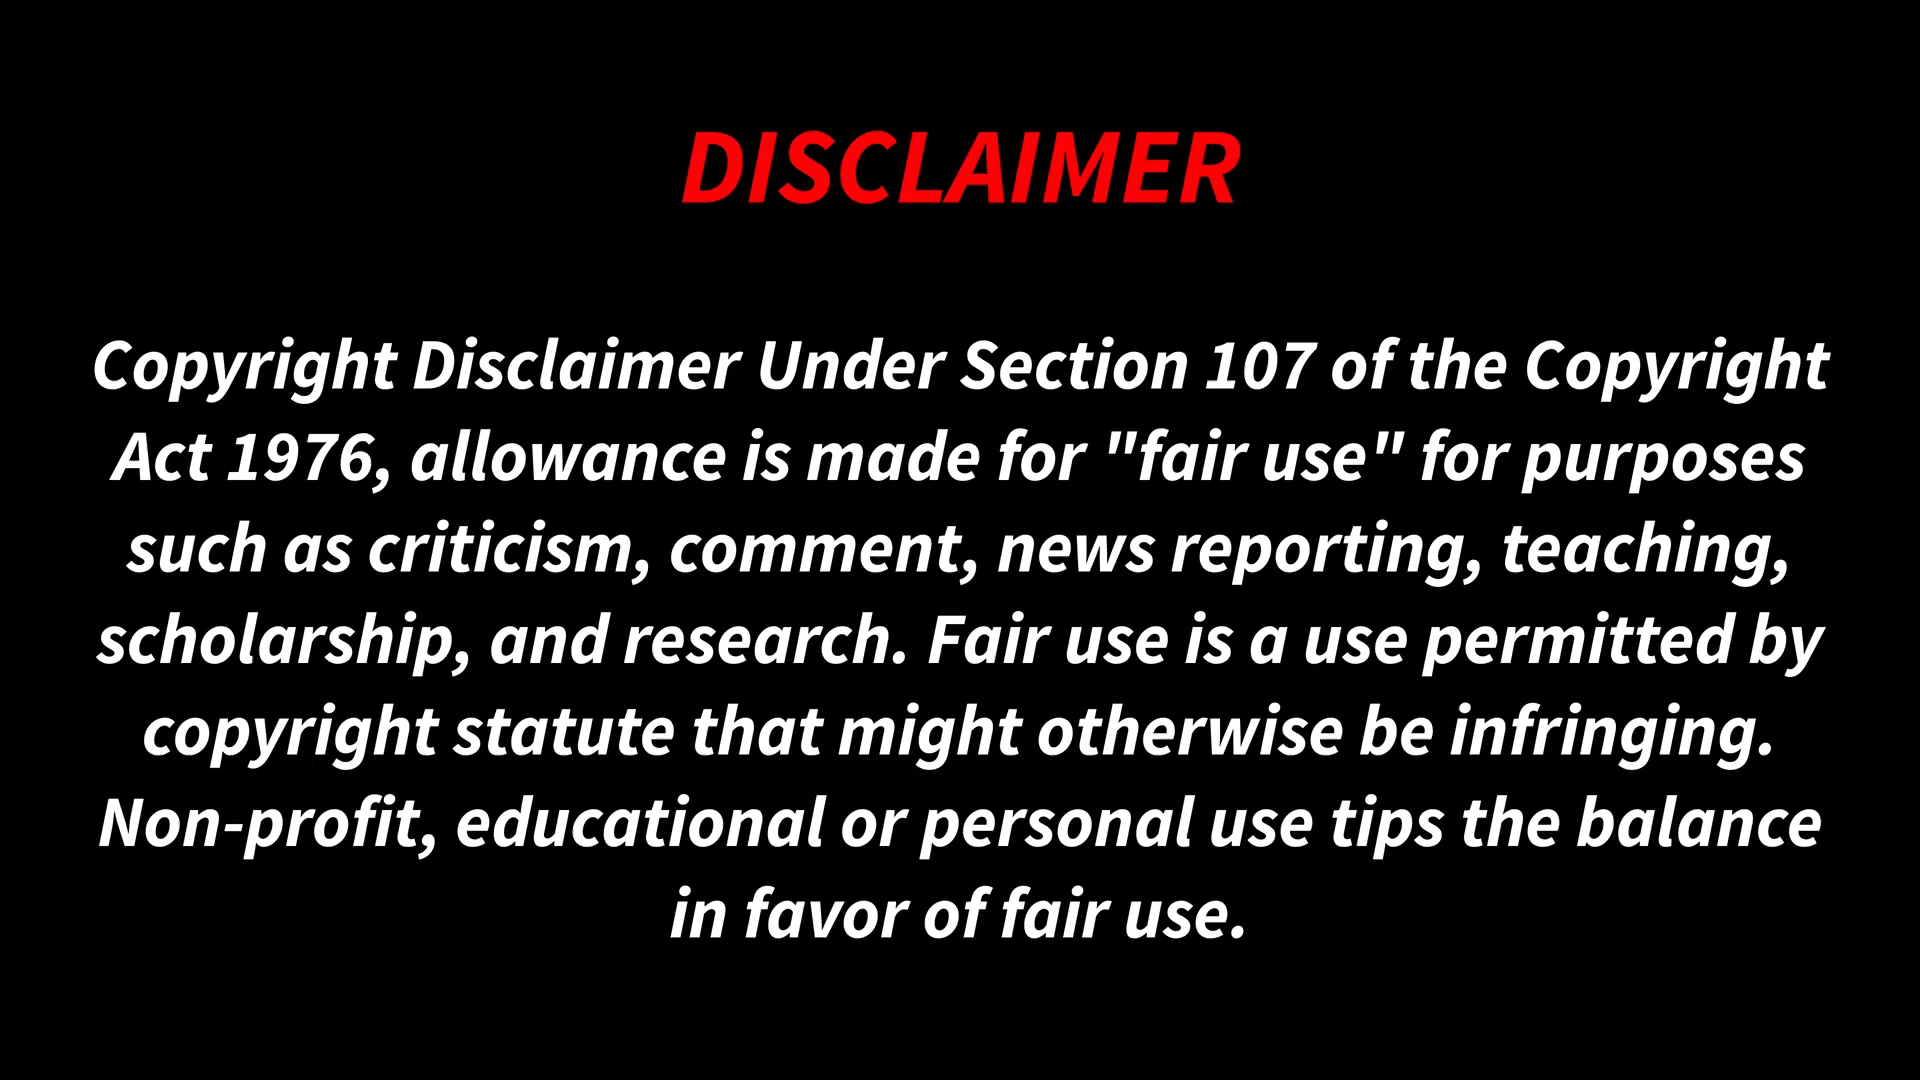 DISCLAIMER
Copyright Disclaimer Under Section 107 of the Copyright
Act 1976, allowance is made for "fair use" for purposes
such as criticism, comment, news reporting, teaching,
scholarship, and research. Fair use is a use permitted by
copyright statute that might otherwise be infringing.
Non-profit, educational or personal use tips the balance
in favor of fair use.